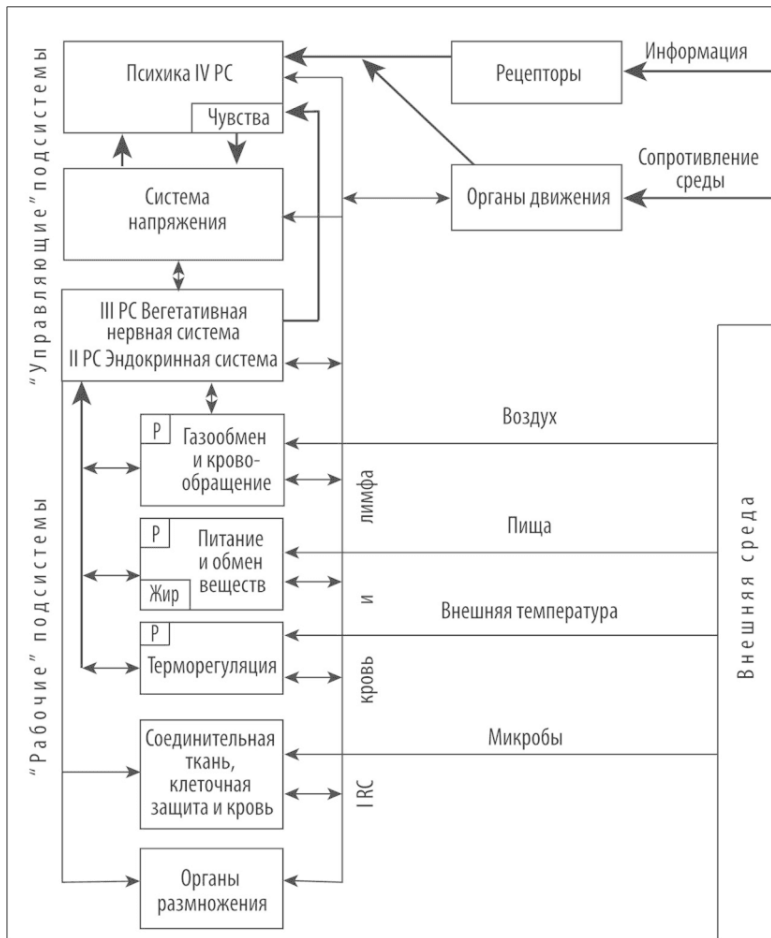 "Управляющие" подсистемы
Психика IV РС
Чувства
Рецепторы
Информация
Система
напряжения
Органы движения
Сопротивление
среды
III РС Вегетативная
нервная система
II РС Эндокринная система
"Рабочие" подсистемы
Р
Газообмен
и крово-
обращение
Воздух
Р
Питание
и обмен
веществ
Жир
Пища
Р
Терморегуляция
Внешняя температура
Соединительная
ткань,
клеточная
защита и кровь
Микробы
Органы
размножения
I RC кровь и лимфа
Внешняя среда